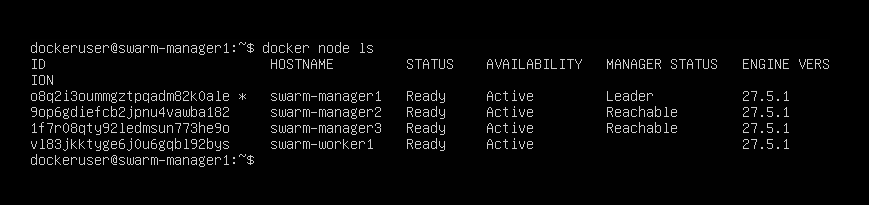 dockeruser@swarm-manager1:~$ docker node ls
ID                            HOSTNAME         STATUS    AVAILABILITY   MANAGER STATUS   ENGINE VERS
ION
o8q2i3oummgztpqadm82k0ale *   swarm-manager1   Ready     Active         Leader           27.5.1
9op6gdiefcb2jpnu4vawba182     swarm-manager2   Ready     Active         Reachable        27.5.1
1f7r08qty92ledmsun773he9o     swarm-manager3   Ready     Active         Reachable        27.5.1
vl83jkktyge6j0u6gqbl92bys     swarm-worker1    Ready     Active                          27.5.1
dockeruser@swarm-manager1:~$